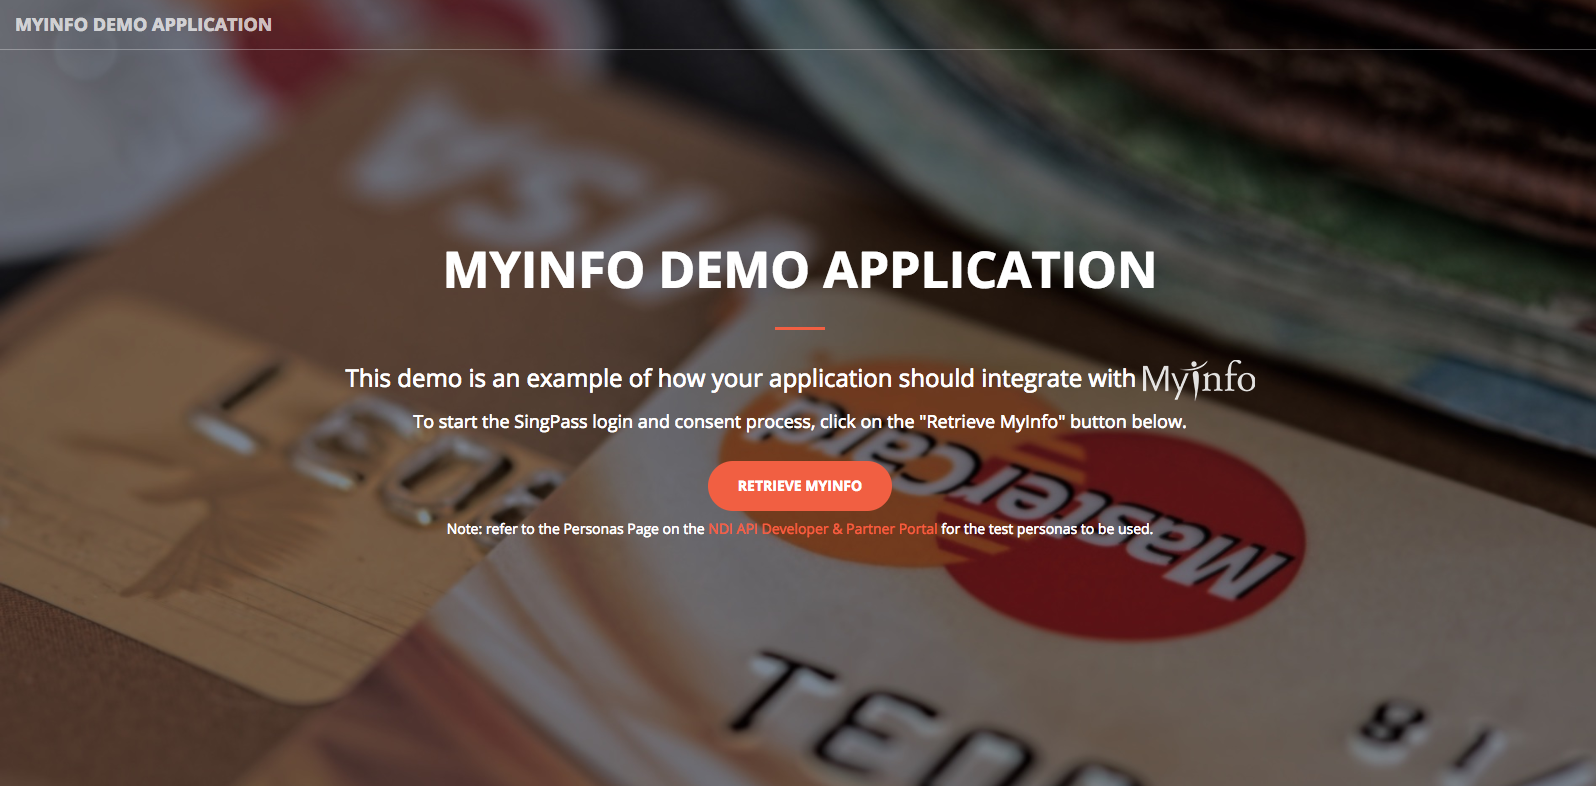 MYINFO DEMO APPLICATION
VISA
MYINFO DEMO APPLICATION
This demo is an example of how your application should integrate with MyInfo
To start the SingPass login and consent process, click on the "Retrieve MyInfo" button below.
RETRIEVE MYINFO
Note: refer to the Personas Page on the NDI API Developer & Partner Portal for the test personas to be used.
MasterCard